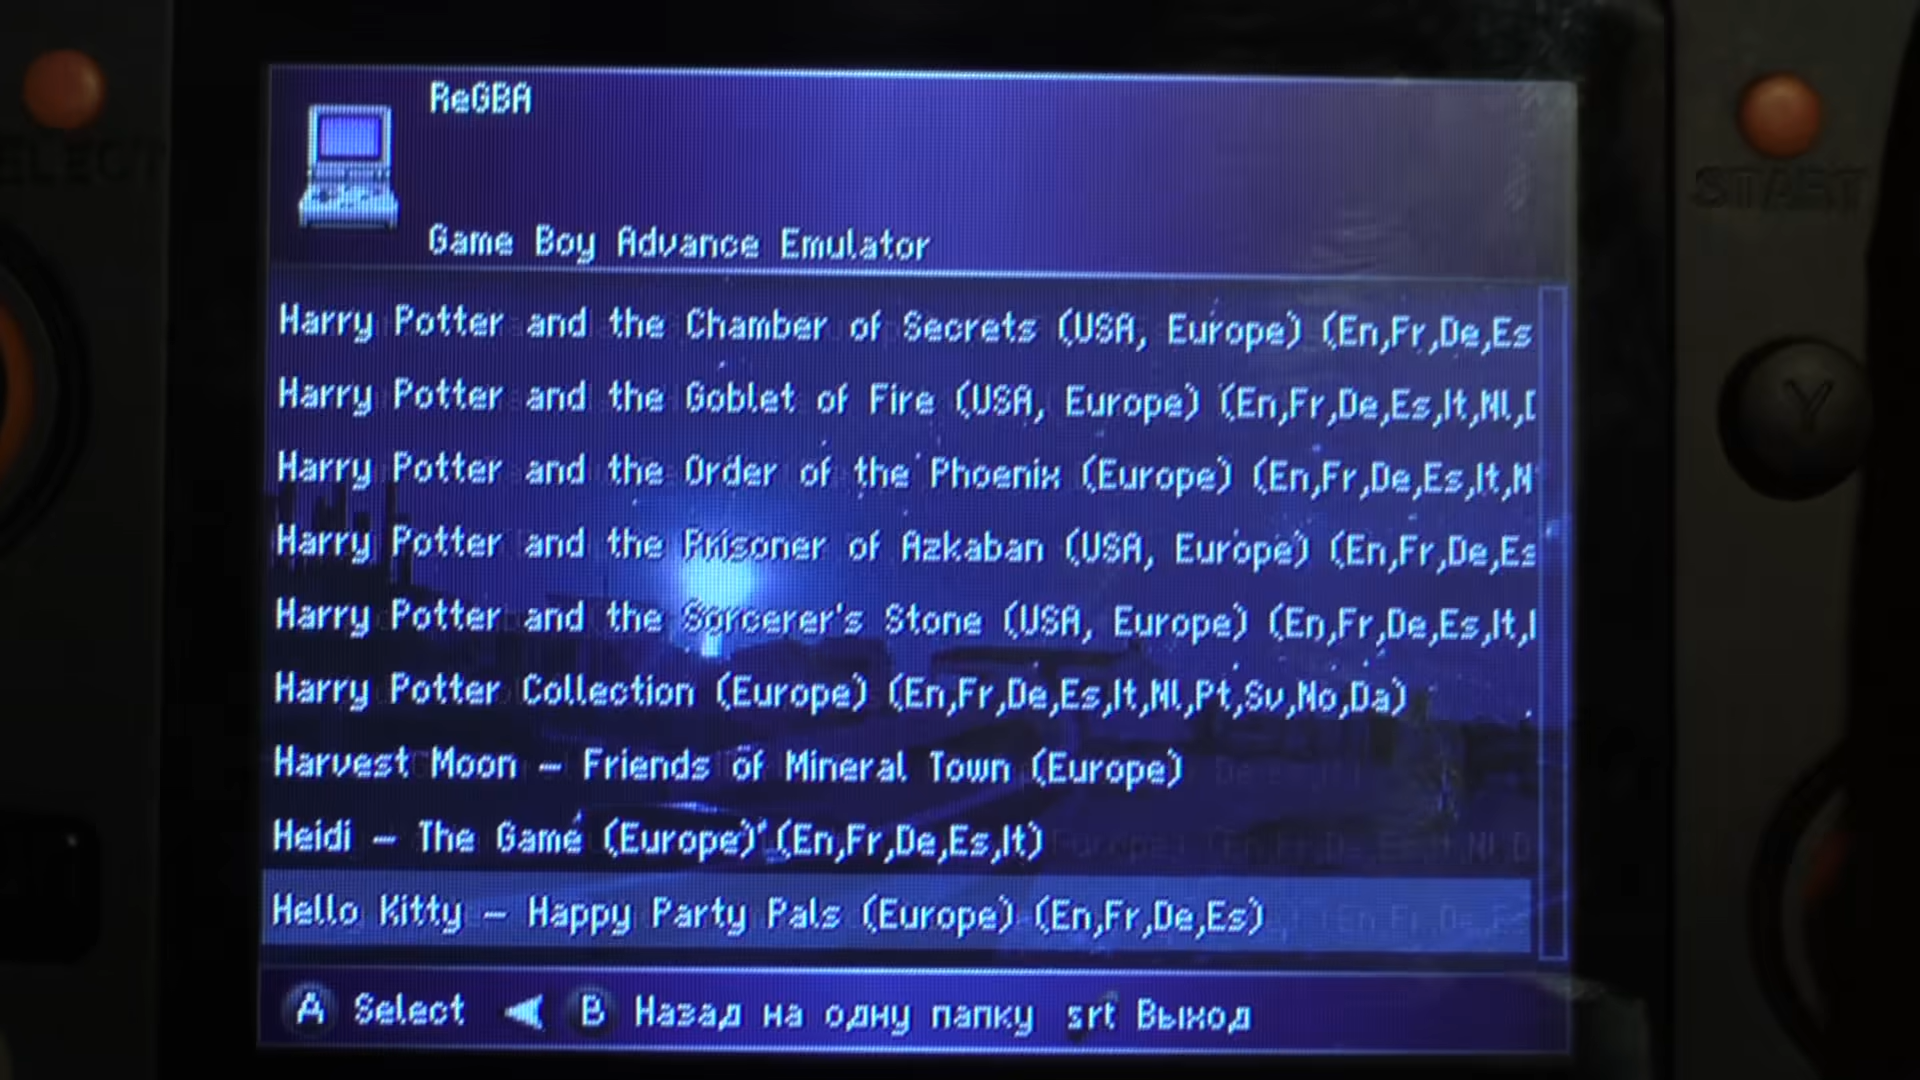 ReGBA
Game Boy Advance Emulator
Harry Potter and the Chamber of Secrets (USA, Europe) (En,Fr,De,Es
Harry Potter and the Goblet of Fire (USA, Europe) (En,Fr,De,Es,It,Nl,D
Harry Potter and the Order of the Phoenix (Europe) (En,Fr,De,Es,It,N
Harry Potter and the Prisoner of Azkaban (USA, Europe) (En,Fr,De,Es
Harry Potter and the Sorcerer's Stone (USA, Europe) (En,Fr,De,Es,It,
Harry Potter Collection (Europe) (En,Fr,De,Es,It,Nl,Pt,Sv,No,Da)
Harvest Moon - Friends of Mineral Town (Europe)
Heidi - The Game (Europe) (En,Fr,De,Es,It)
Hello Kitty - Happy Party Pals (Europe) (En,Fr,De,Es)
A Select B Назад на одну папку srt Выход
START
Y